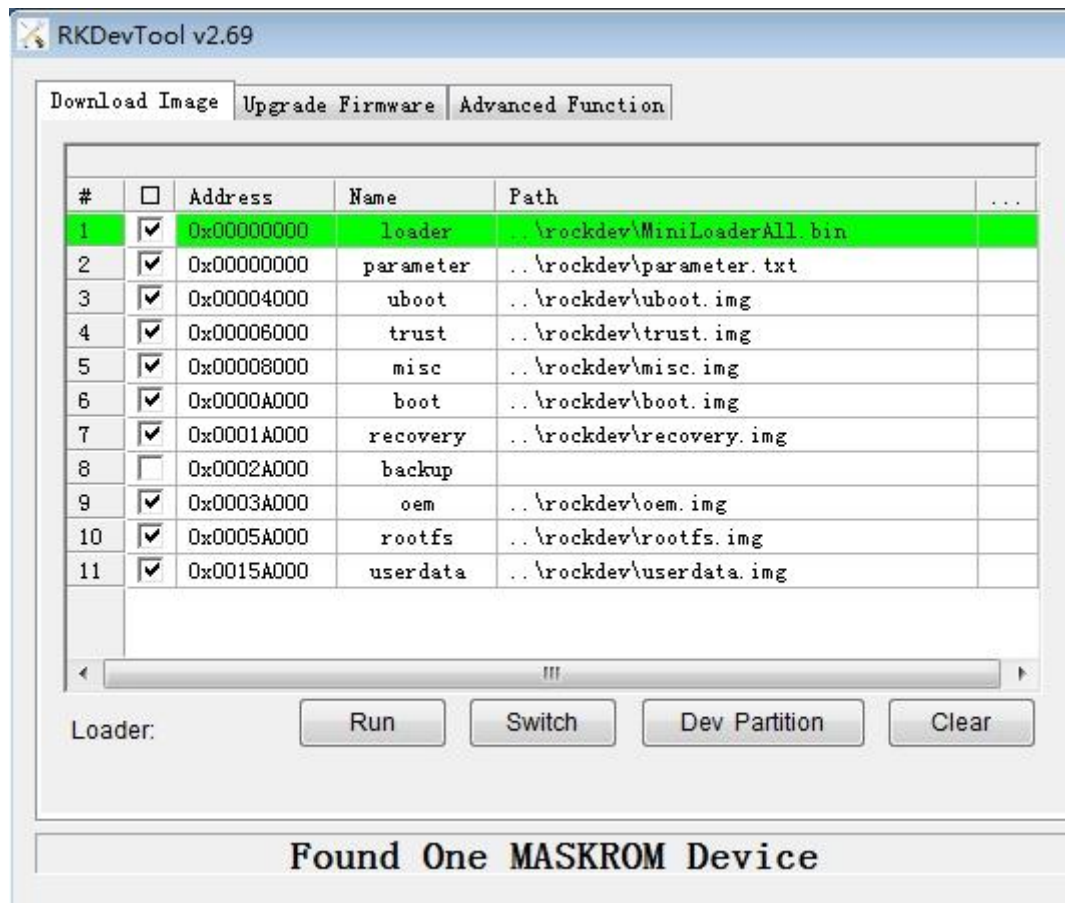 RKDevTool v2.69
Download Image Upgrade Firmware Advanced Function
# Address Name Path ...
1 0x00000000 loader ..\rockdev\MiniLoaderAll.bin
2 0x00000000 parameter ..\rockdev\parameter.txt
3 0x00004000 uboot ..\rockdev\uboot.img
4 0x00006000 trust ..\rockdev\trust.img
5 0x00008000 misc ..\rockdev\misc.img
6 0x0000A000 boot ..\rockdev\boot.img
7 0x0001A000 recovery ..\rockdev\recovery.img
8 0x0002A000 backup
9 0x0003A000 oem ..\rockdev\oem.img
10 0x0005A000 rootfs ..\rockdev\rootfs.img
11 0x0015A000 userdata ..\rockdev\userdata.img
Loader: Run Switch Dev Partition Clear
Found One MASKROM Device